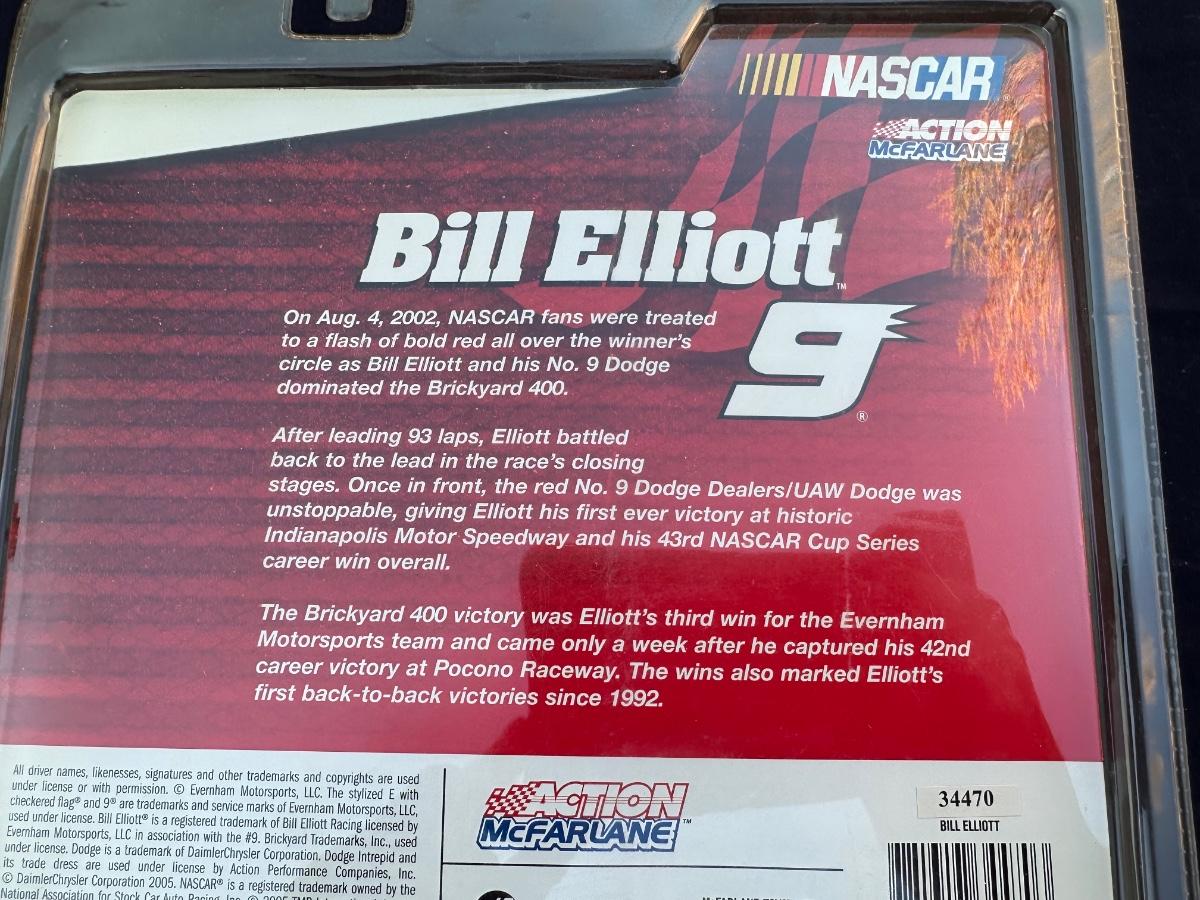 NASCAR®
ACTION
McFARLANE
Bill Elliott™
9®
On Aug. 4, 2002, NASCAR fans were treated
to a flash of bold red all over the winner's
circle as Bill Elliott and his No. 9 Dodge
dominated the Brickyard 400.
After leading 93 laps, Elliott battled
back to the lead in the race's closing
stages. Once in front, the red No. 9 Dodge Dealers/UAW Dodge was
unstoppable, giving Elliott his first ever victory at historic
Indianapolis Motor Speedway and his 43rd NASCAR Cup Series
career win overall.
The Brickyard 400 victory was Elliott's third win for the Evernham
Motorsports team and came only a week after he captured his 42nd
career victory at Pocono Raceway. The wins also marked Elliott's
first back-to-back victories since 1992.
All driver names, likenesses, signatures and other trademarks and copyrights are used
under license or with permission. © Evernham Motorsports, LLC. The stylized E with
checkered flag® and 9® are trademarks and service marks of Evernham Motorsports, LLC,
used under license. Bill Elliott® is a registered trademark of Bill Elliott Racing licensed by
Evernham Motorsports, LLC in association with the #9. Brickyard Trademarks, Inc., used
under license. Dodge is a trademark of DaimlerChrysler Corporation. Dodge Intrepid and
its trade dress are used under license by Action Performance Companies, Inc.
© DaimlerChrysler Corporation 2005. NASCAR® is a registered trademark owned by the
National Association for Stock Car Auto Racing, Inc.
ACTION
McFARLANE™
34470
BILL ELLIOTT